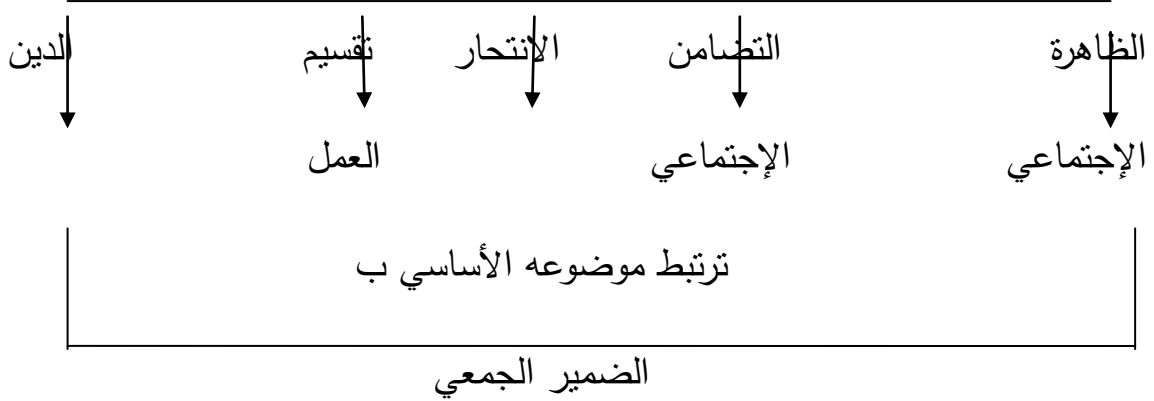 الظاهرة التضامن الانتحار تقسيم الدين
الإجتماعي الإجتماعي العمل
ترتبط موضوعه الأساسي ب
الضمير الجمعي